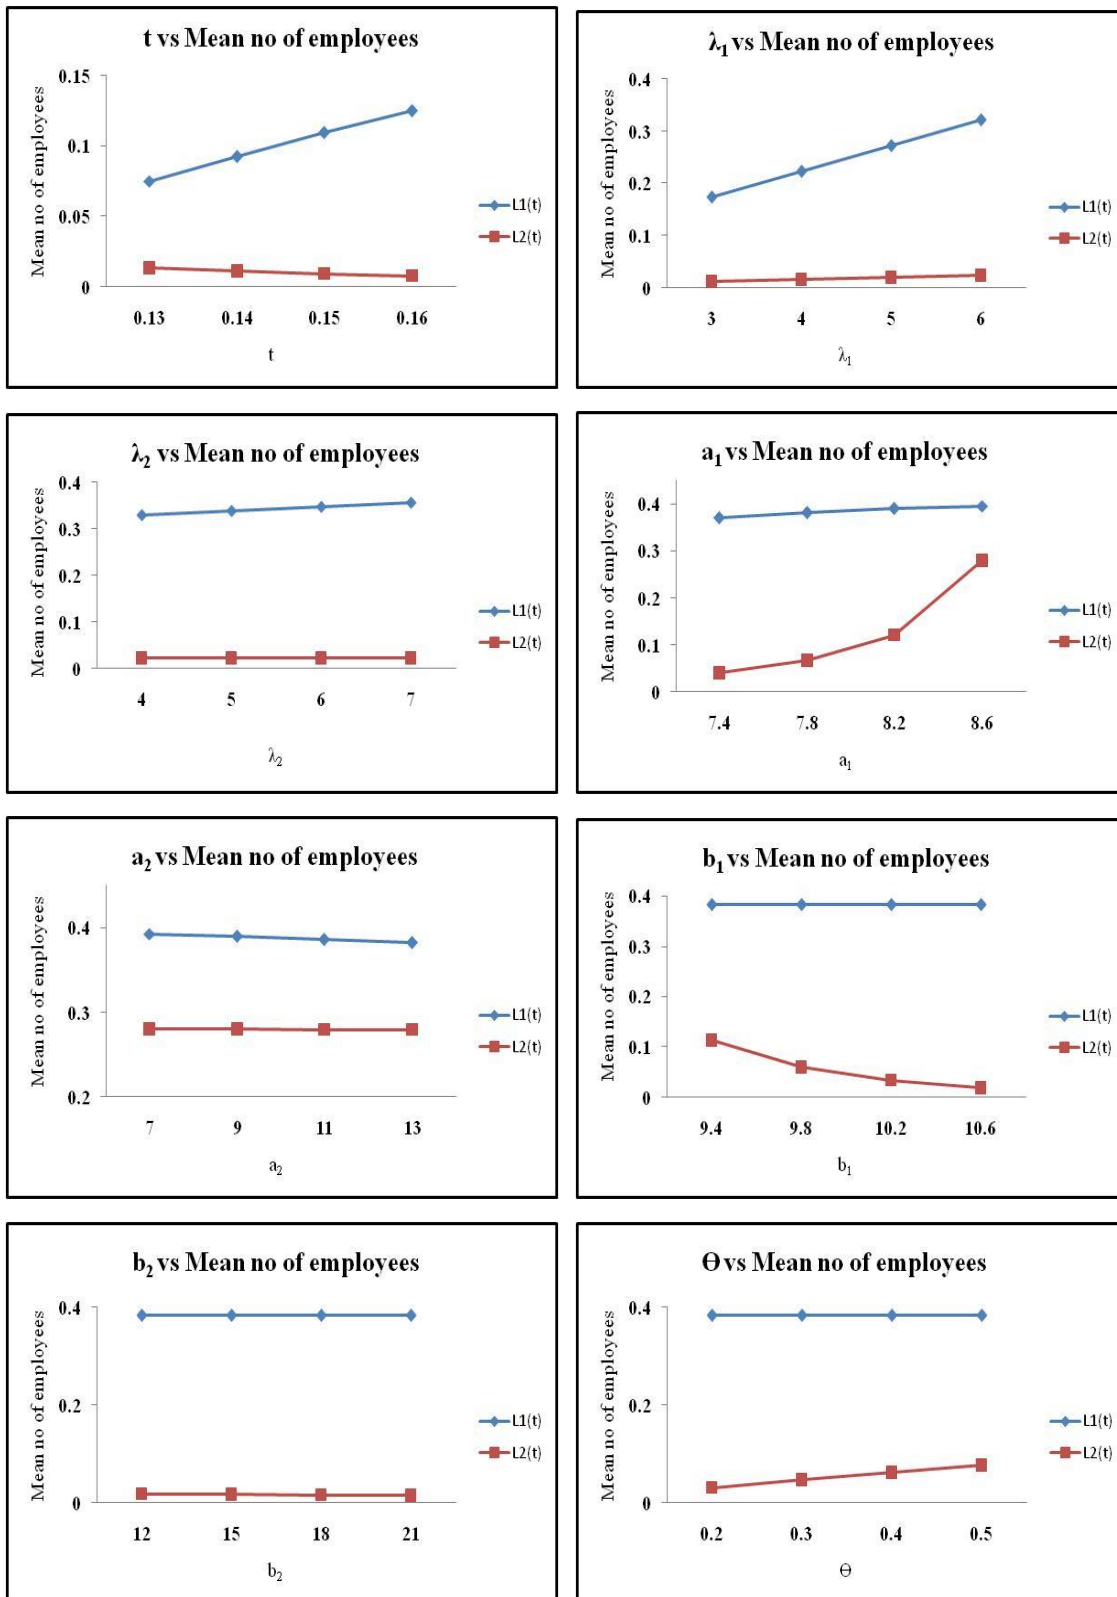 t vs Mean no of employees
Mean no of employees
0.15
0.1
0.05
0
0.13 0.14 0.15 0.16
t
L1(t)
L2(t)
λ₁ vs Mean no of employees
Mean no of employees
0.4
0.3
0.2
0.1
0
3 4 5 6
λ₁
L1(t)
L2(t)
λ₂ vs Mean no of employees
Mean no of employees
0.4
0.3
0.2
0.1
0
4 5 6 7
λ₂
L1(t)
L2(t)
a₁ vs Mean no of employees
Mean no of employees
0.4
0.3
0.2
0.1
0
7.4 7.8 8.2 8.6
a₁
L1(t)
L2(t)
a₂ vs Mean no of employees
Mean no of employees
0.4
0.3
0.2
7 9 11 13
a₂
L1(t)
L2(t)
b₁ vs Mean no of employees
Mean no of employees
0.4
0.3
0.2
0.1
0
9.4 9.8 10.2 10.6
b₁
L1(t)
L2(t)
b₂ vs Mean no of employees
Mean no of employees
0.4
0.2
0
12 15 18 21
b₂
L1(t)
L2(t)
Θ vs Mean no of employees
Mean no of employees
0.4
0.2
0
0.2 0.3 0.4 0.5
Θ
L1(t)
L2(t)